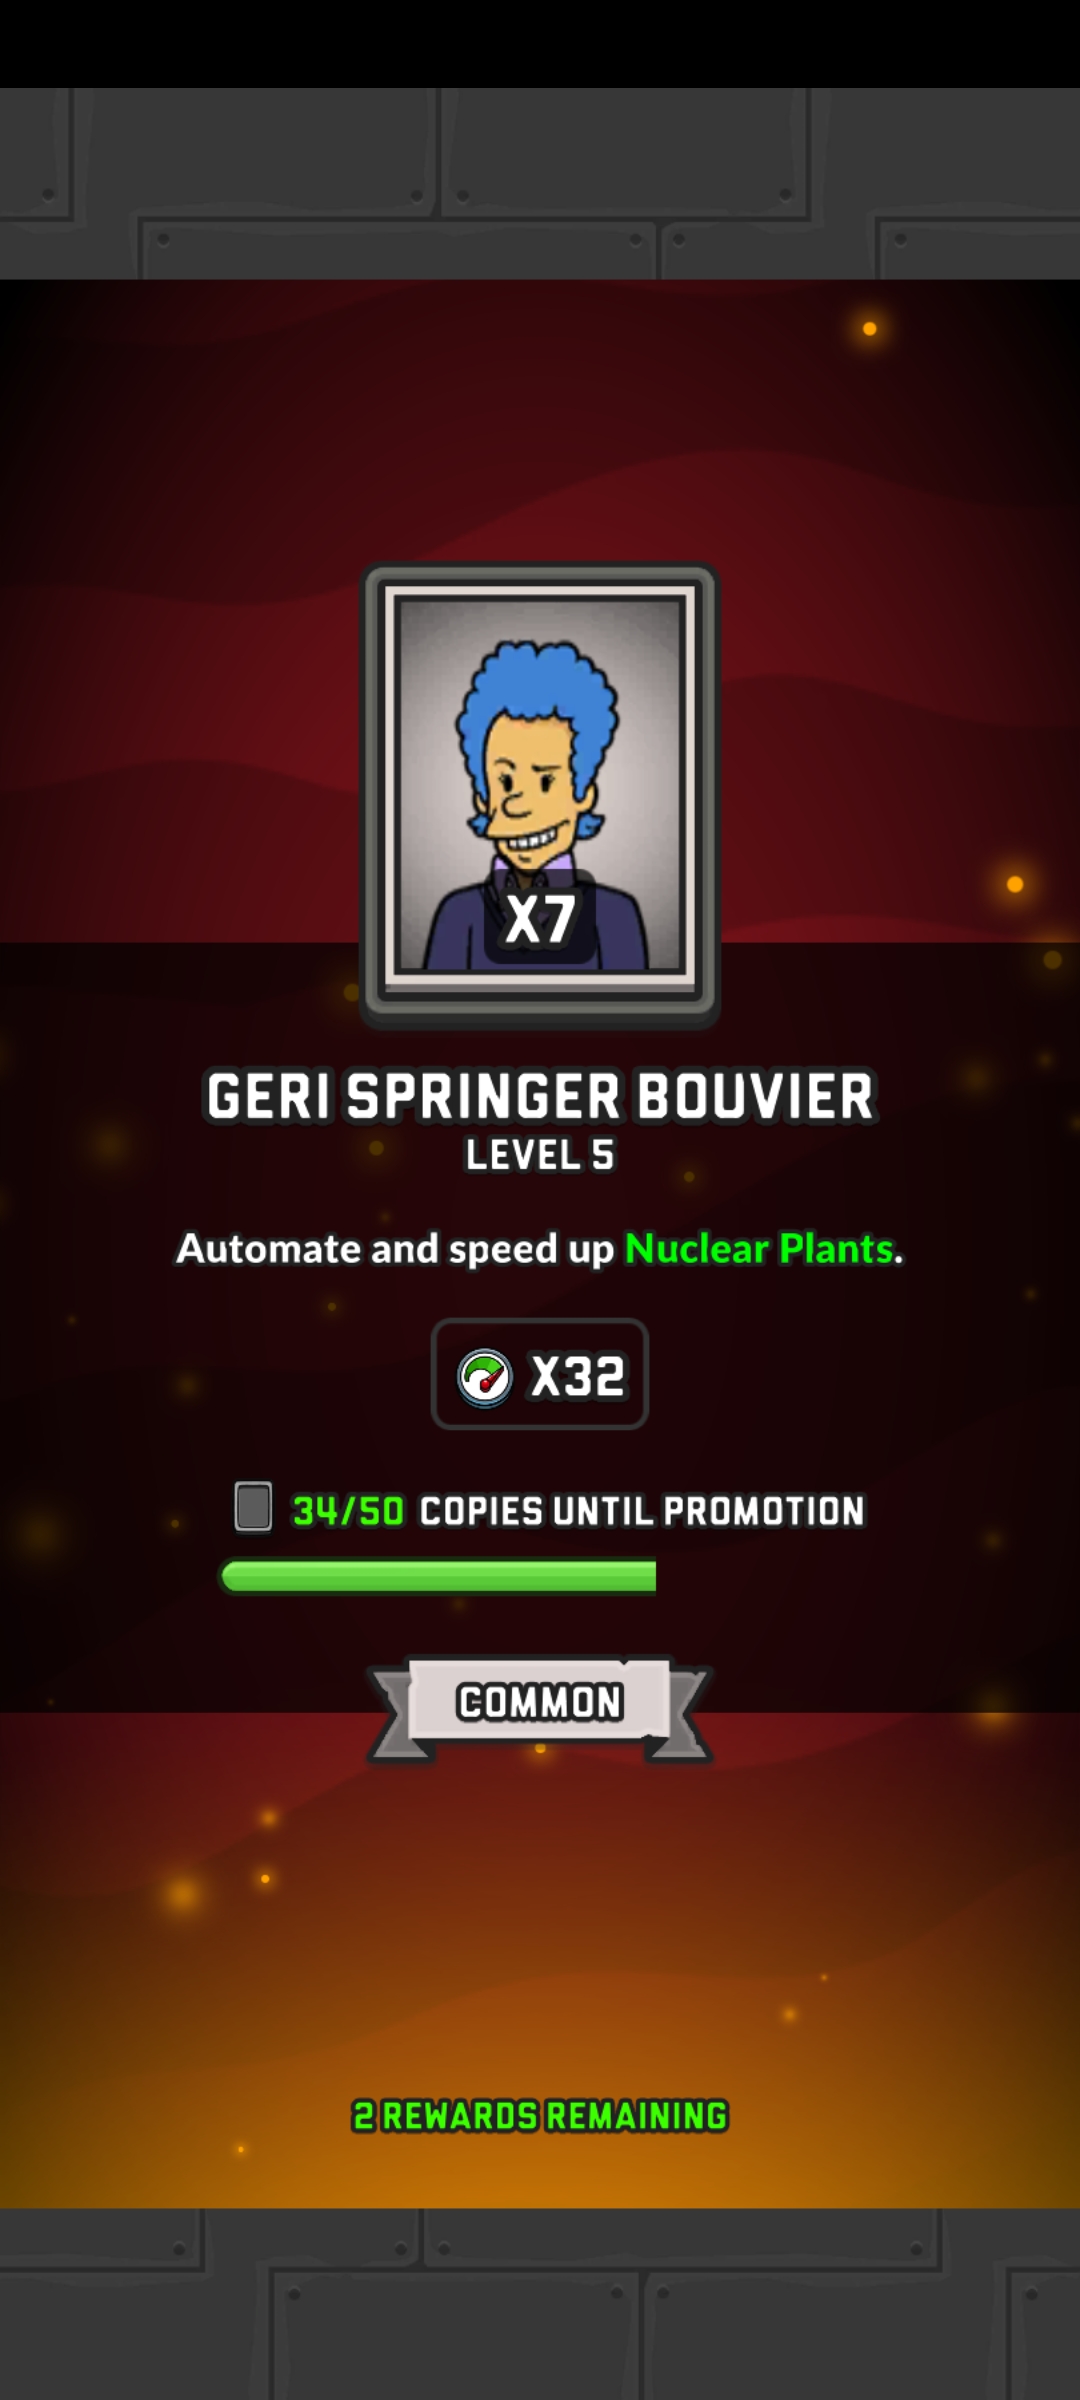 X7
GERI SPRINGER BOUVIER
LEVEL 5
Automate and speed up Nuclear Plants.
X32
34/50 COPIES UNTIL PROMOTION
COMMON
2 REWARDS REMAINING